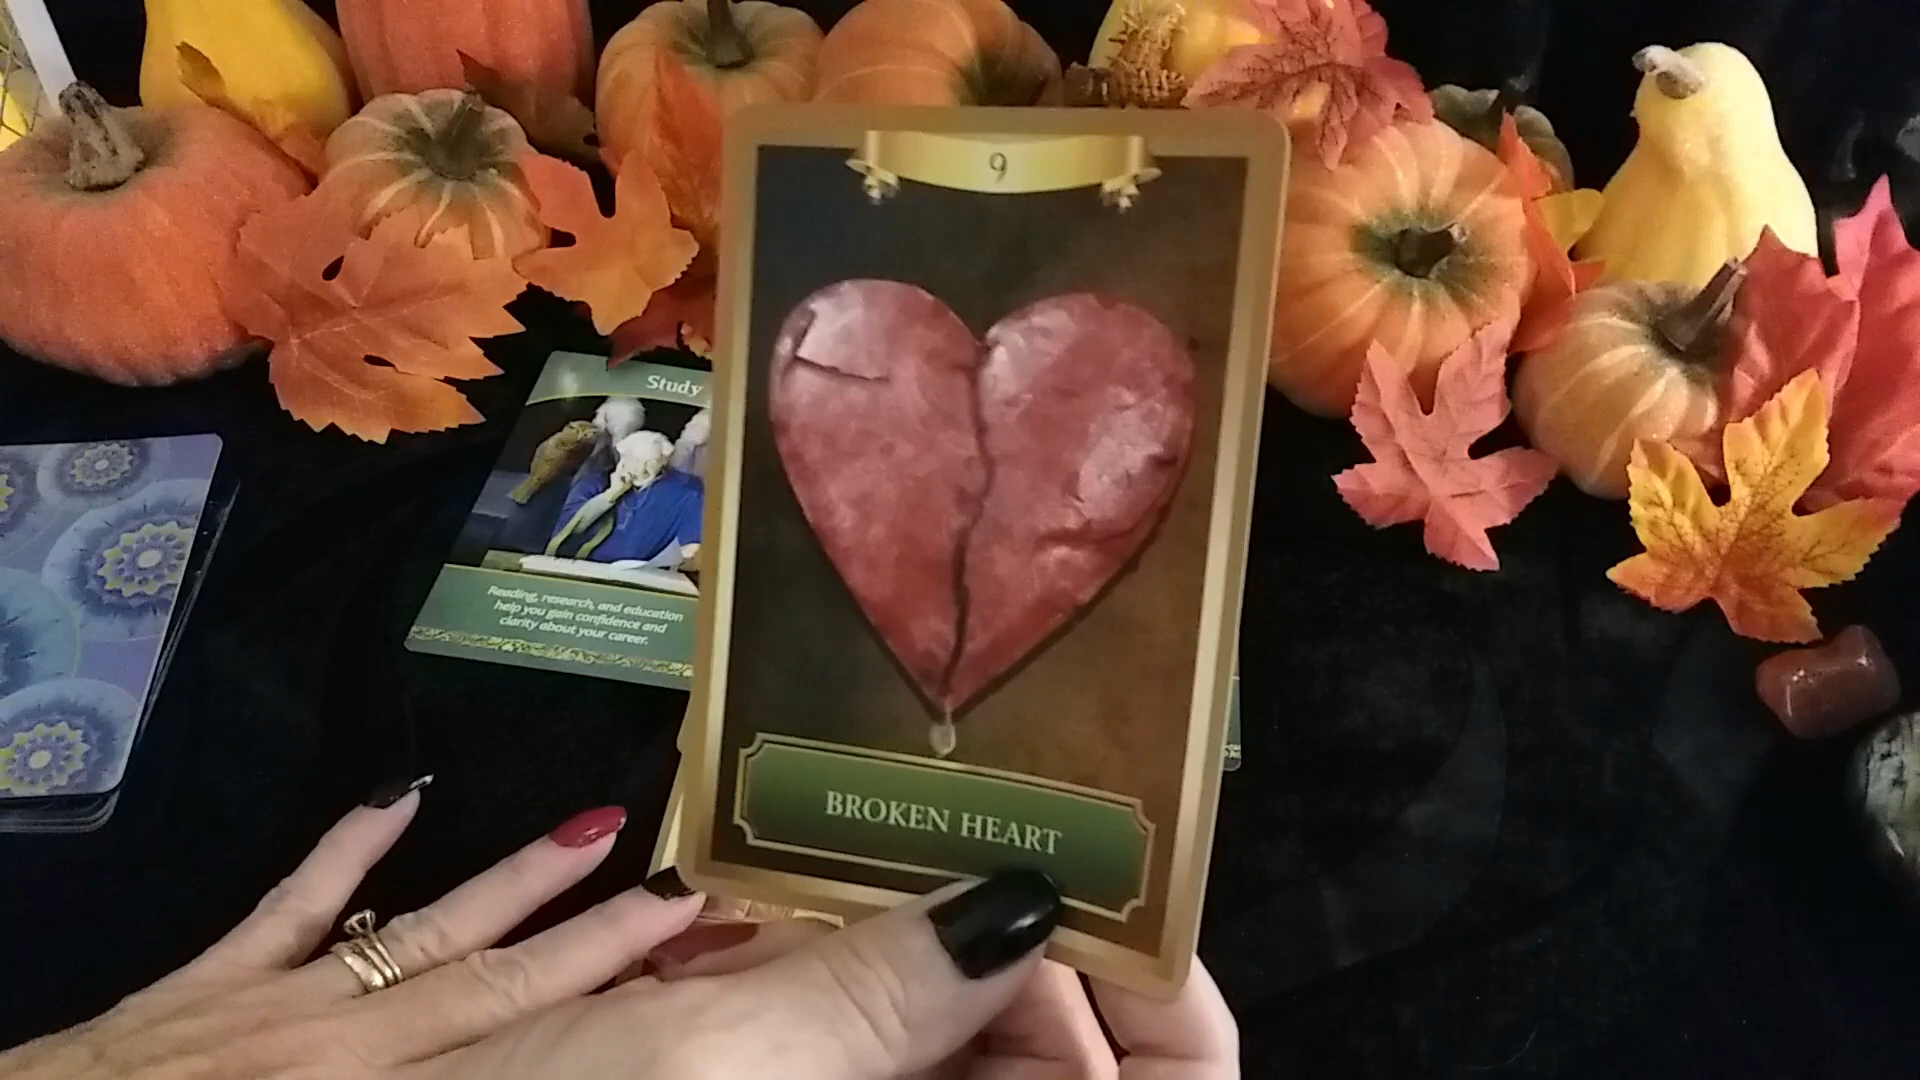 9
BROKEN HEART
Study
Reading, research, and education
help you gain confidence and
clarity about your career.